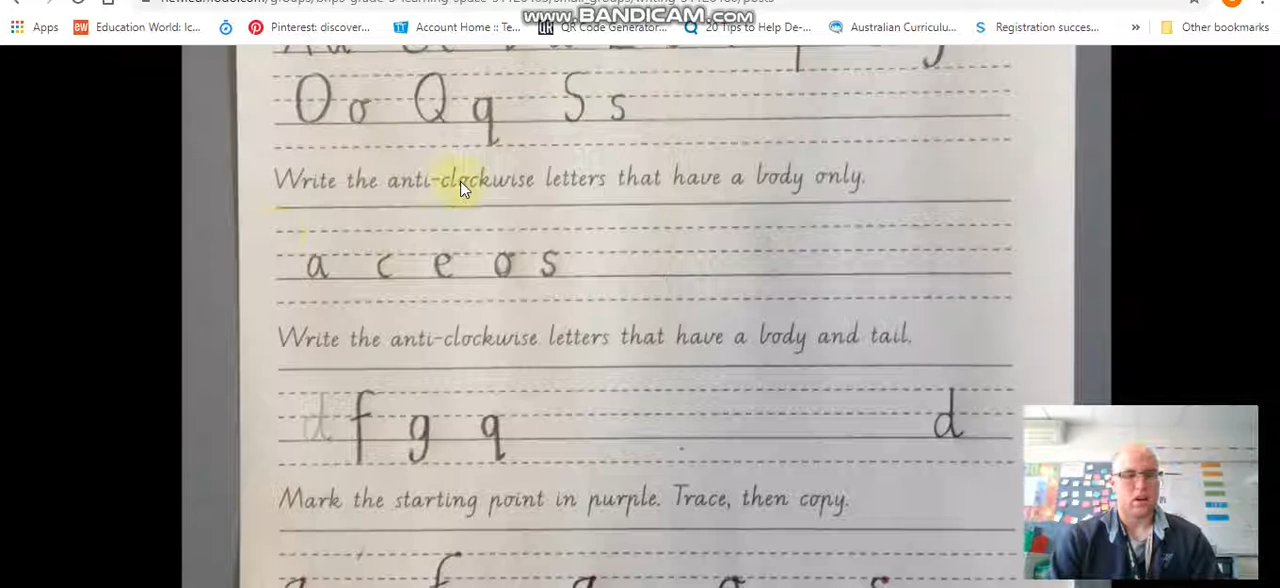 www.BANDICAM.com
Apps Education World: Ic... Pinterest: discover... Account Home :: Te... QR Code Generator... 20 Tips to Help De-... Australian Curriculu... Registration succes... » Other bookmarks
Oo Qq Ss
Write the anti-clockwise letters that have a body only.
a c e o s
Write the anti-clockwise letters that have a body and tail.
d f g q d
Mark the starting point in purple. Trace, then copy.